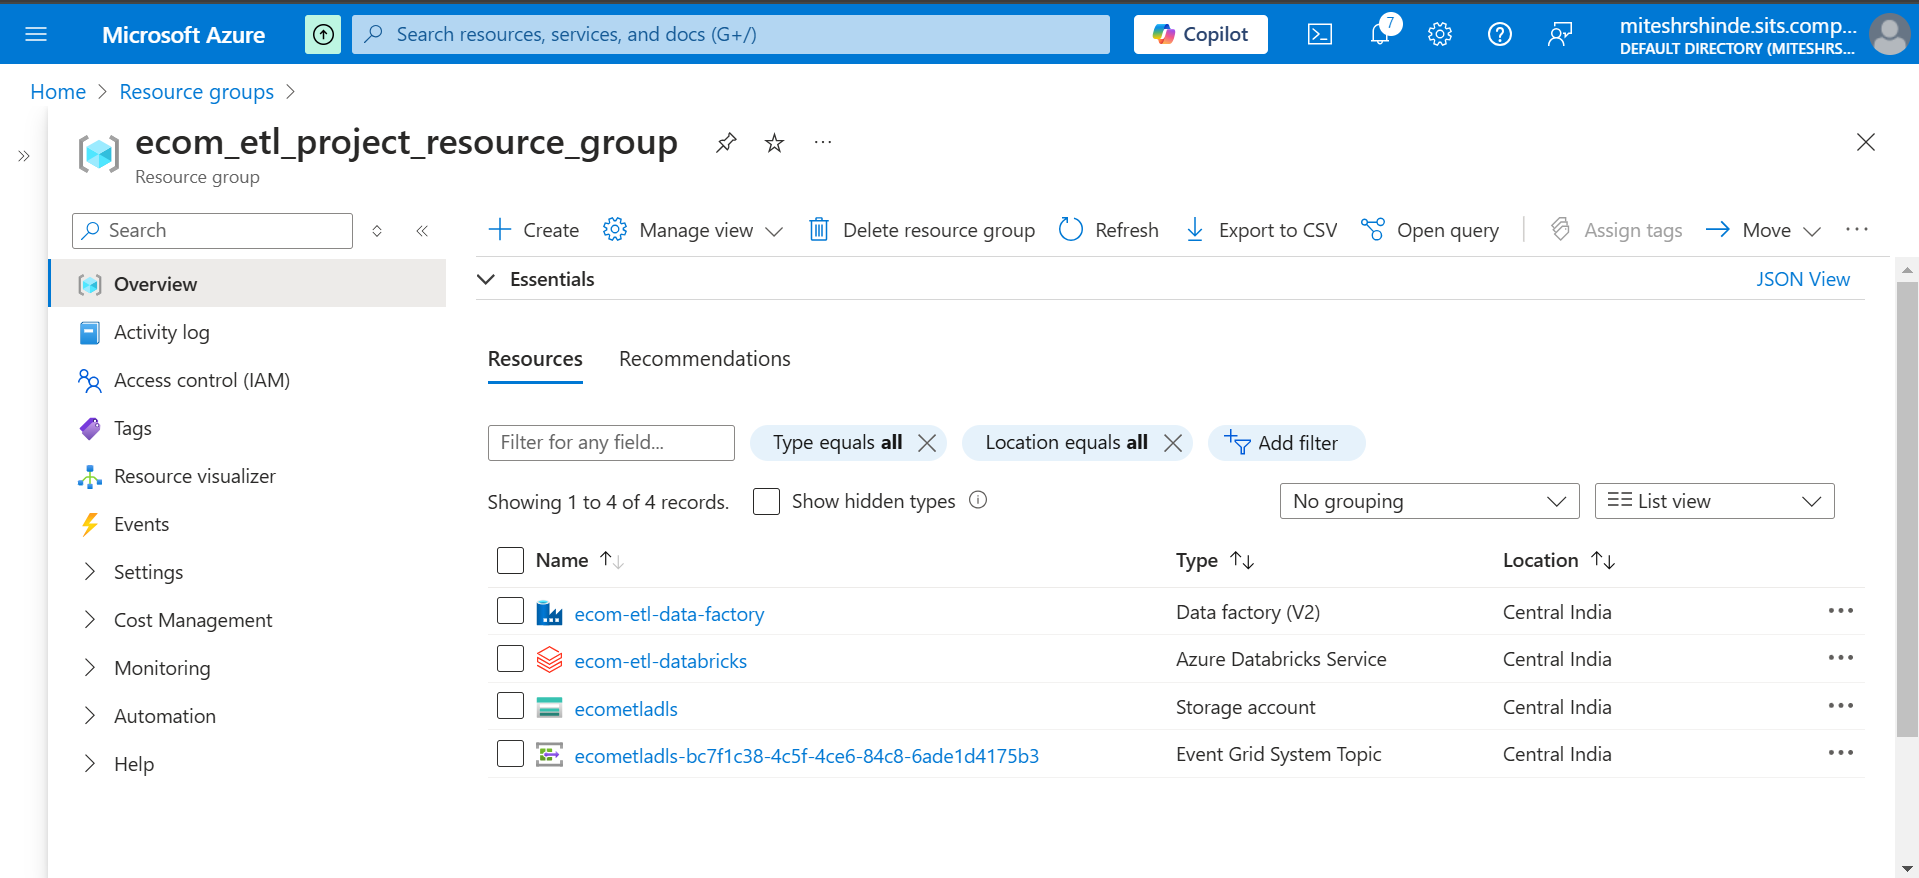 Microsoft Azure
Search resources, services, and docs (G+/)
Copilot
7
miteshrshinde.sits.comp...
DEFAULT DIRECTORY (MITESHRS...
Home > Resource groups >
ecom_etl_project_resource_group
Resource group
Search
Create
Manage view
Delete resource group
Refresh
Export to CSV
Open query
Assign tags
Move
Overview
Activity log
Access control (IAM)
Tags
Resource visualizer
Events
Settings
Cost Management
Monitoring
Automation
Help
Essentials
JSON View
Resources
Recommendations
Filter for any field...
Type equals all
Location equals all
Add filter
Showing 1 to 4 of 4 records.
Show hidden types
No grouping
List view
Name
Type
Location
ecom-etl-data-factory
Data factory (V2)
Central India
ecom-etl-databricks
Azure Databricks Service
Central India
ecometladls
Storage account
Central India
ecometladls-bc7f1c38-4c5f-4ce6-84c8-6ade1d4175b3
Event Grid System Topic
Central India